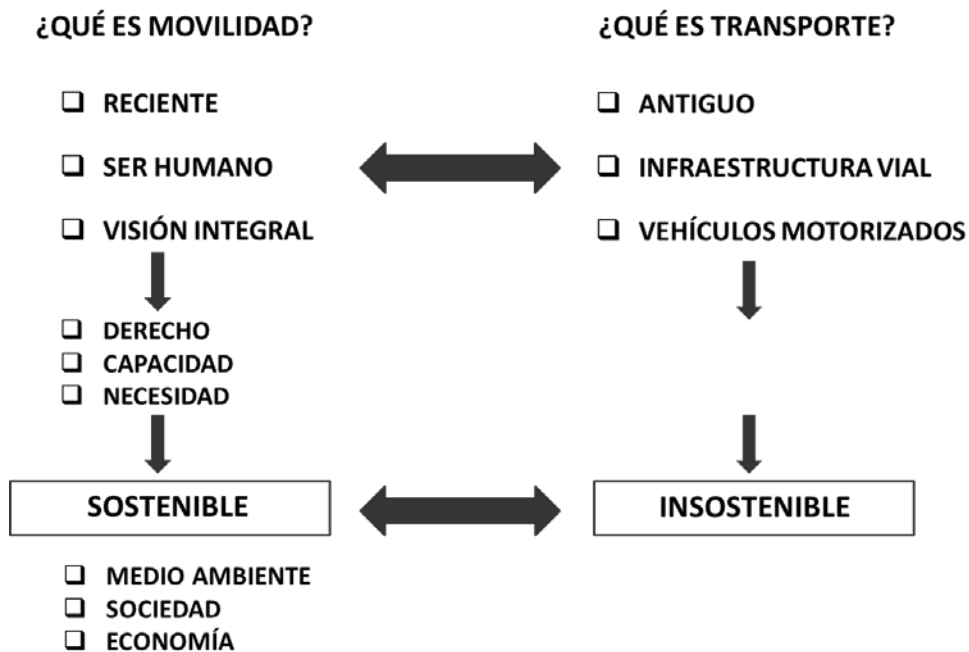 ¿QUÉ ES MOVILIDAD?
RECIENTE
SER HUMANO
VISIÓN INTEGRAL
DERECHO
CAPACIDAD
NECESIDAD
SOSTENIBLE
MEDIO AMBIENTE
SOCIEDAD
ECONOMÍA
¿QUÉ ES TRANSPORTE?
ANTIGUO
INFRAESTRUCTURA VIAL
VEHÍCULOS MOTORIZADOS
INSOSTENIBLE